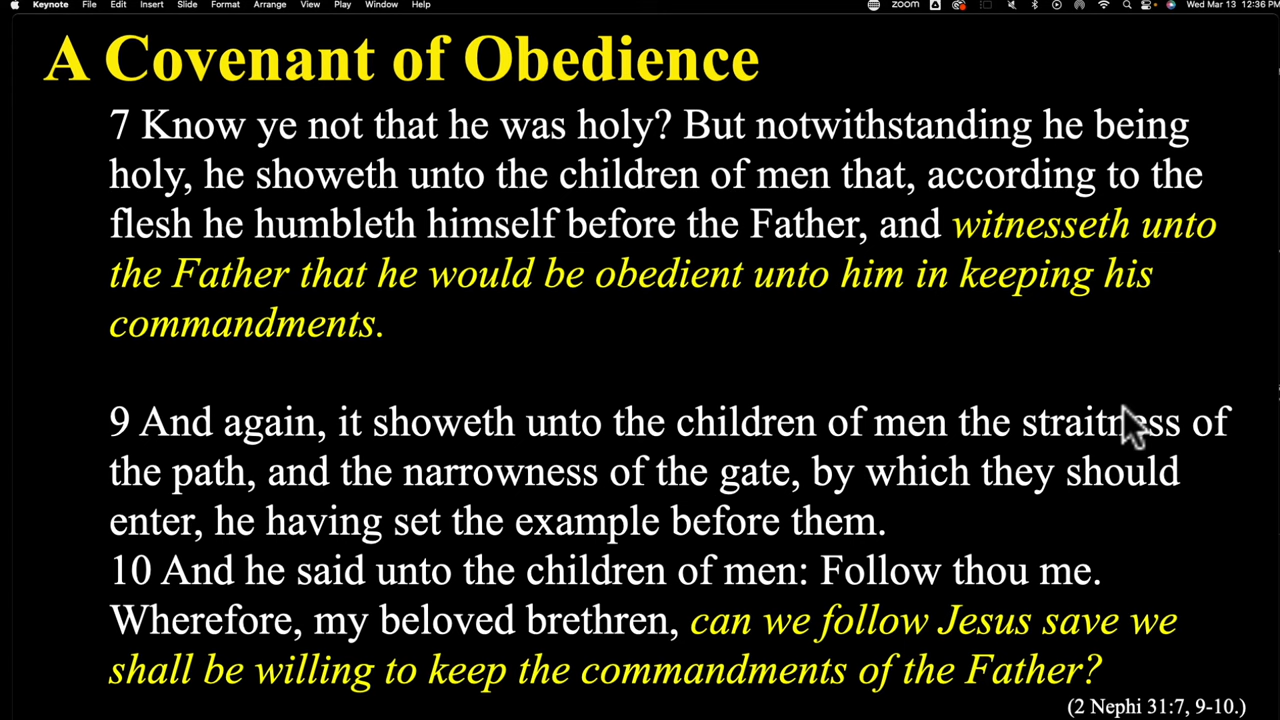 Keynote File Edit Slide Insert Format Arrange View Play Window Help zoom Wed Mar 13 12:36 PM
A Covenant of Obedience
7 Know ye not that he was holy? But notwithstanding he being
holy, he showeth unto the children of men that, according to the
flesh he humbleth himself before the Father, and witnesseth unto
the Father that he would be obedient unto him in keeping his
commandments.
9 And again, it showeth unto the children of men the straitness of
the path, and the narrowness of the gate, by which they should
enter, he having set the example before them.
10 And he said unto the children of men: Follow thou me.
Wherefore, my beloved brethren, can we follow Jesus save we
shall be willing to keep the commandments of the Father?
(2 Nephi 31:7, 9-10.)